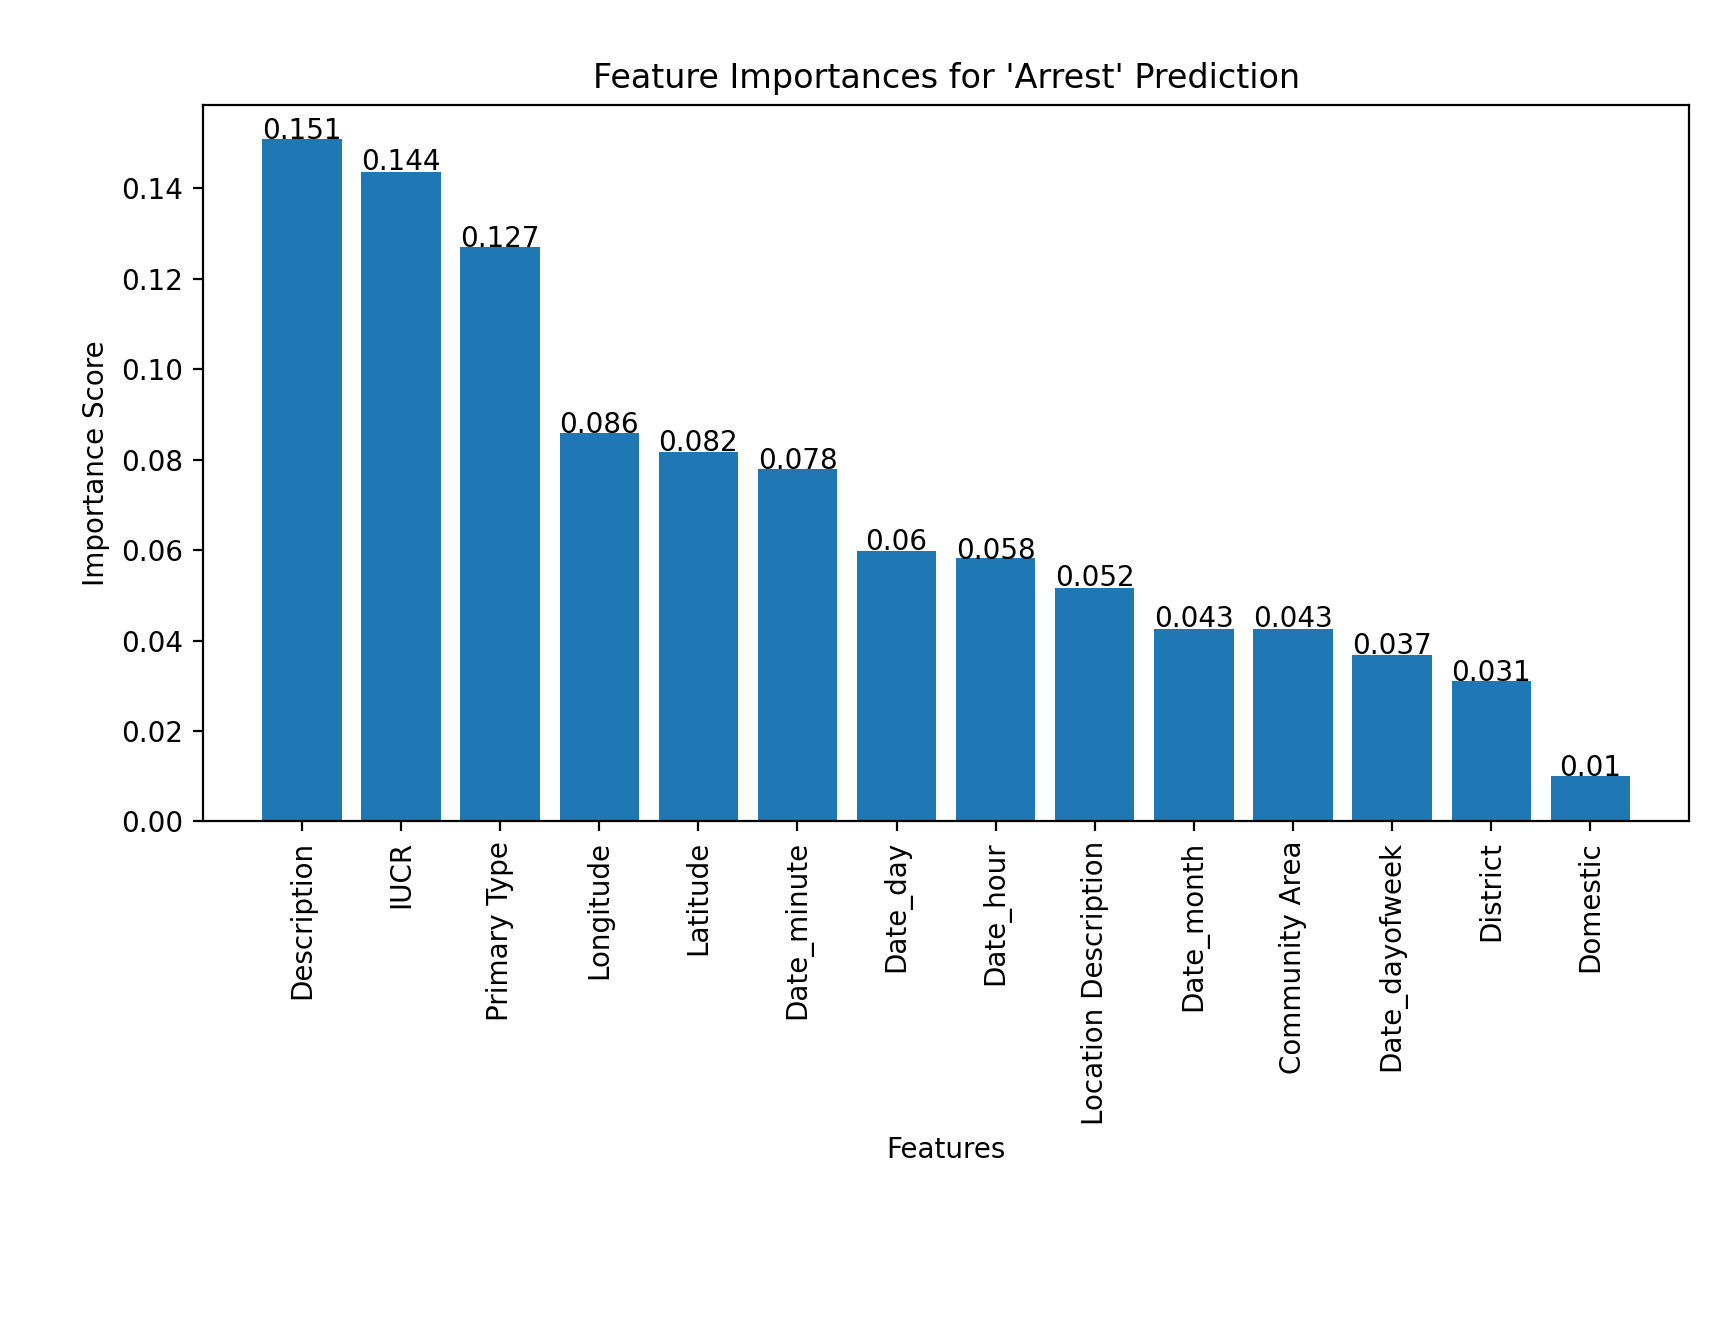 Feature Importances for 'Arrest' Prediction
0.151
0.144
0.127
0.086
0.082
0.078
0.06
0.058
0.052
0.043
0.043
0.037
0.031
0.01
0.14
0.12
0.10
0.08
0.06
0.04
0.02
0.00
Importance Score
Description
IUCR
Primary Type
Longitude
Latitude
Date_minute
Date_day
Date_hour
Location Description
Date_month
Community Area
Date_dayofweek
District
Domestic
Features